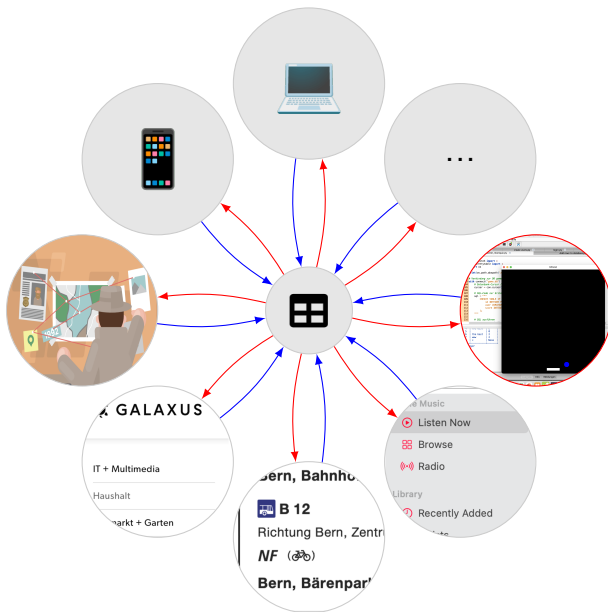 ...
e Music
Listen Now
Browse
Radio
Library
Recently Added
GALAXUS
IT + Multimedia
Haushalt
arkt + Garten
Bern, Bahnho
B 12
Richtung Bern, Zentr
NF
Bern, Bärenpar